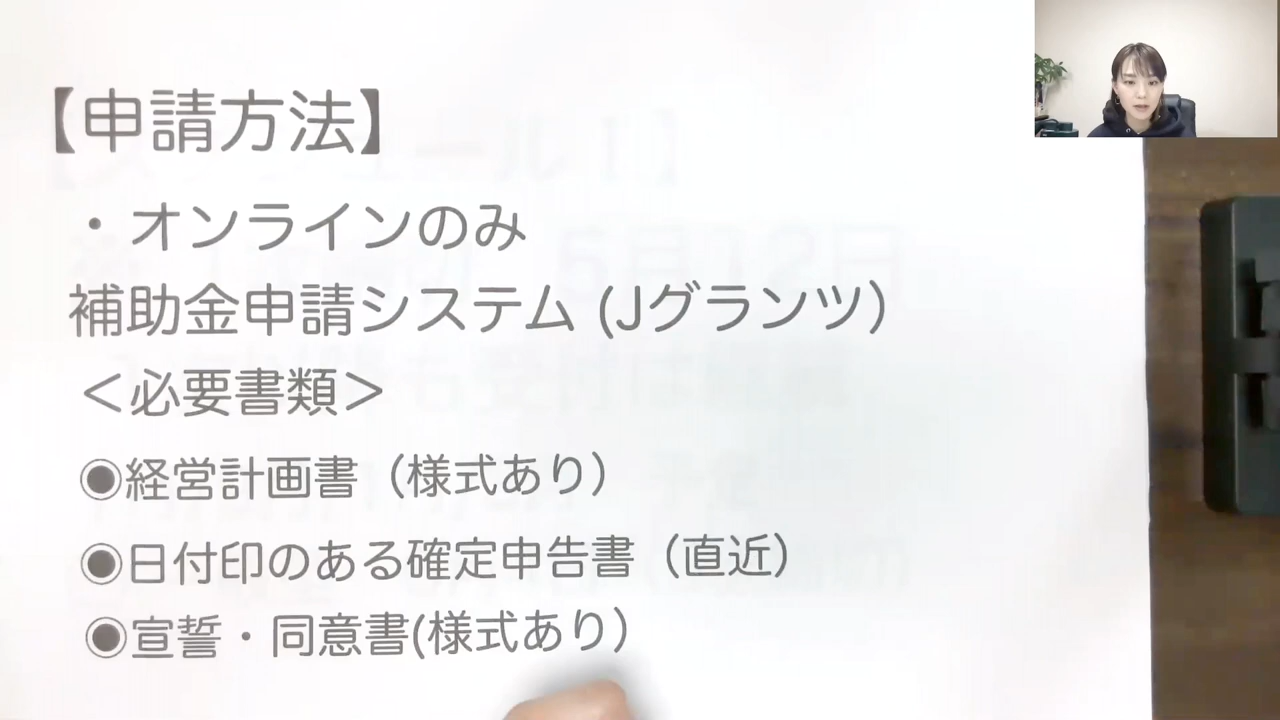 【申請方法】
・オンラインのみ
補助金申請システム (Jグランツ）
＜必要書類＞
◉経営計画書（様式あり）
◉日付印のある確定申告書（直近）
◉宣誓・同意書(様式あり）